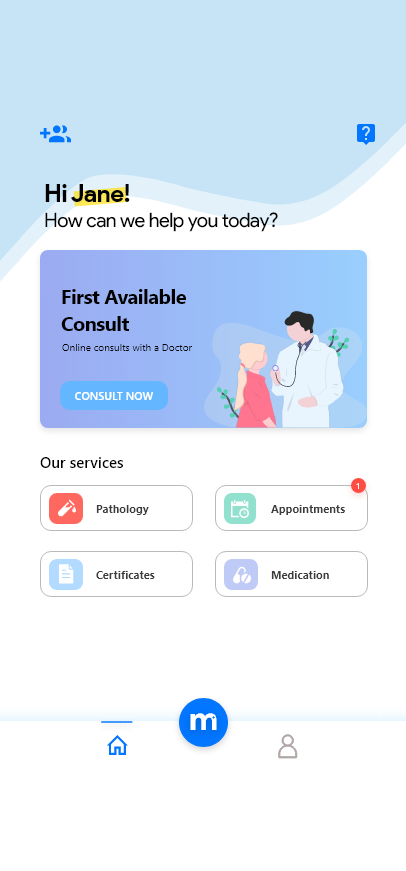 ?
Hi Jane!
How can we help you today?
First Available
Consult
Online consults with a Doctor
CONSULT NOW
Our services
1
Pathology
Appointments
Certificates
Medication
m